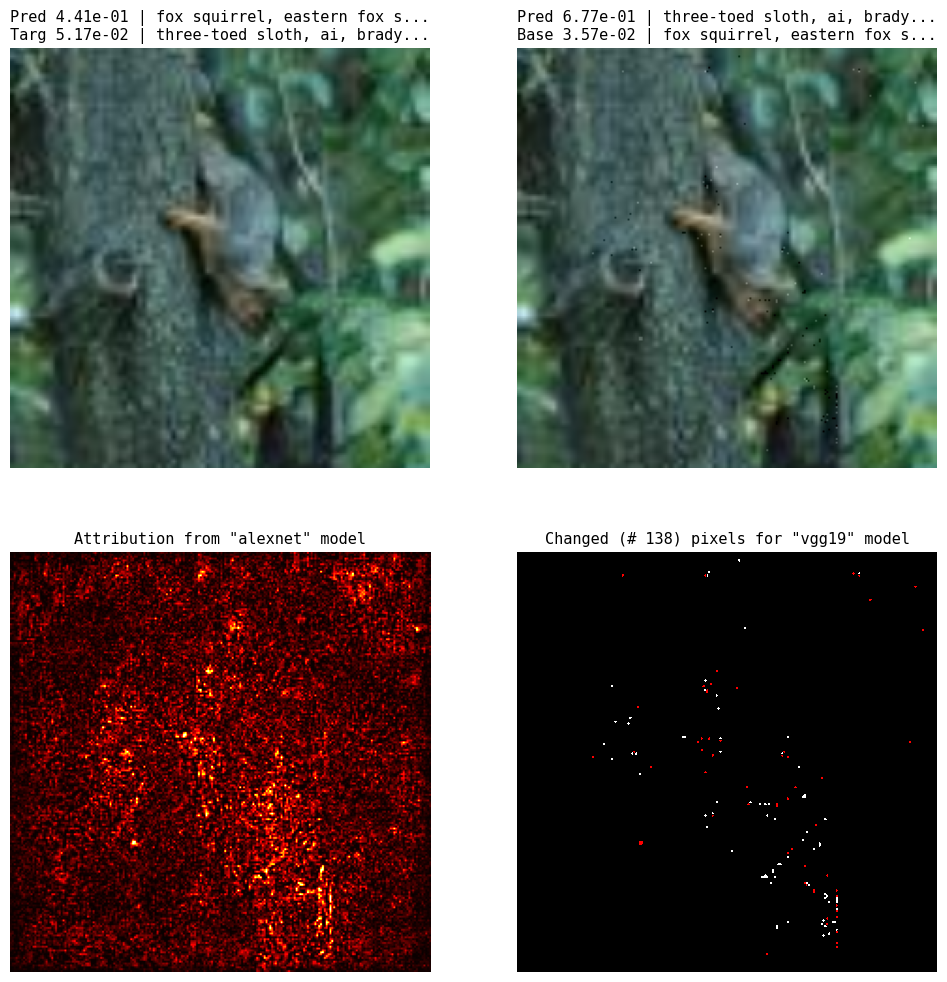 Pred 4.41e-01 | fox squirrel, eastern fox s...
Targ 5.17e-02 | three-toed sloth, ai, brady...
Pred 6.77e-01 | three-toed sloth, ai, brady...
Base 3.57e-02 | fox squirrel, eastern fox s...
Attribution from "alexnet" model
Changed (# 138) pixels for "vgg19" model